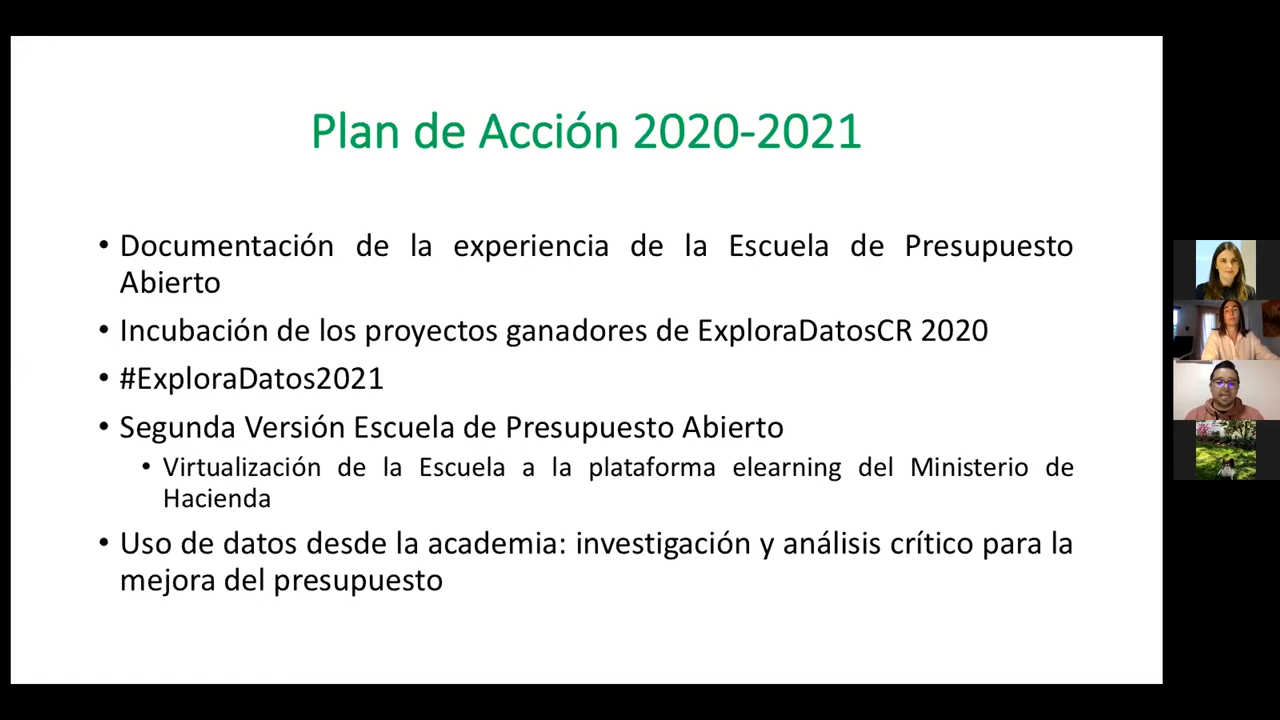 Plan de Acción 2020-2021
• Documentación de la experiencia de la Escuela de Presupuesto
Abierto
• Incubación de los proyectos ganadores de ExploraDatosCR 2020
• #ExploraDatos2021
• Segunda Versión Escuela de Presupuesto Abierto
• Virtualización de la Escuela a la plataforma elearning del Ministerio de
Hacienda
• Uso de datos desde la academia: investigación y análisis crítico para la
mejora del presupuesto